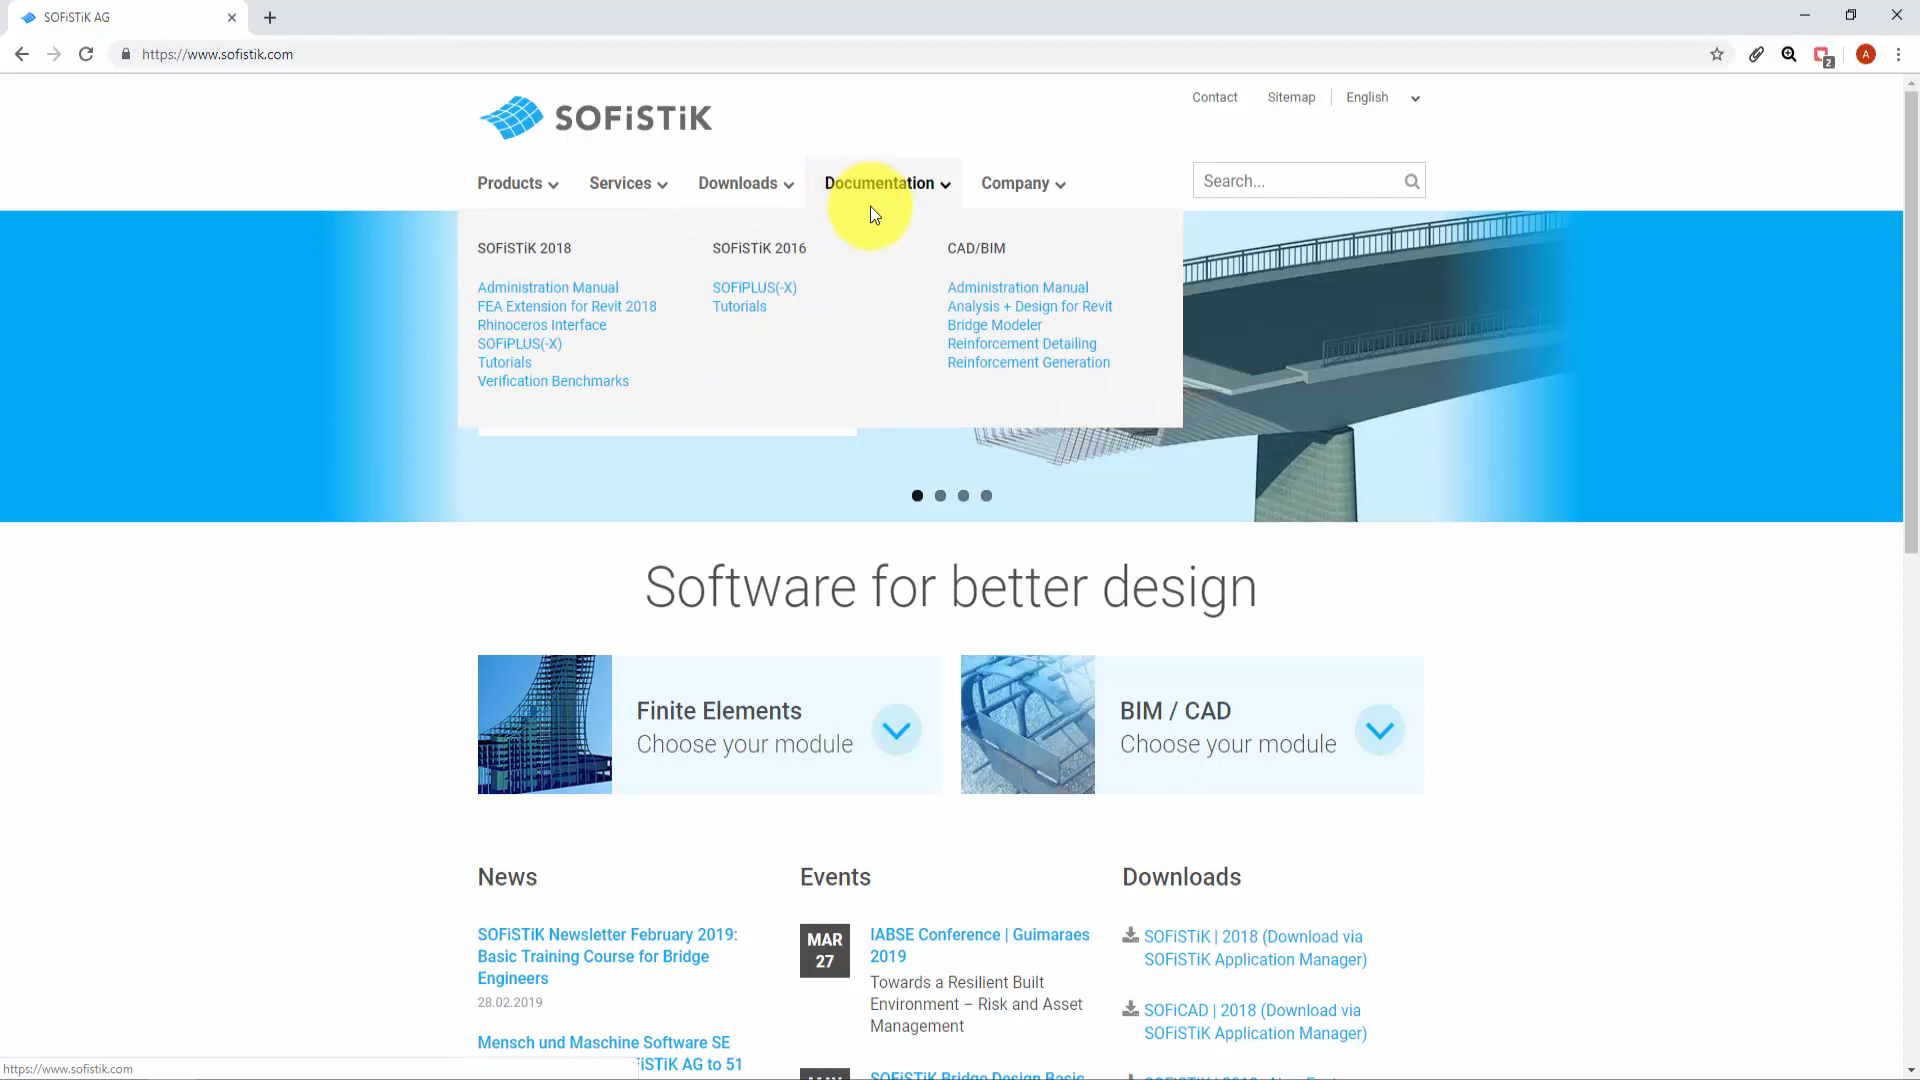 SOFiSTiK AG
https://www.sofistik.com
2
A
Contact
Sitemap
English
SOFiSTiK
Products
Services
Downloads
Documentation
Company
Search...
SOFiSTiK 2018
Administration Manual
FEA Extension for Revit 2018
Rhinoceros Interface
SOFiPLUS(-X)
Tutorials
Verification Benchmarks
SOFiSTiK 2016
SOFiPLUS(-X)
Tutorials
CAD/BIM
Administration Manual
Analysis + Design for Revit
Bridge Modeler
Reinforcement Detailing
Reinforcement Generation
Software for better design
Finite Elements
Choose your module
BIM / CAD
Choose your module
News
SOFiSTiK Newsletter February 2019:
Basic Training Course for Bridge
Engineers
28.02.2019
Mensch und Maschine Software SE
iSTiK AG to 51
Events
MAR
27
IABSE Conference | Guimaraes
2019
Towards a Resilient Built
Environment – Risk and Asset
Management
SOFiSTiK Bridge Design Basic
Downloads
SOFiSTiK | 2018 (Download via
SOFiSTiK Application Manager)
SOFiCAD | 2018 (Download via
SOFiSTiK Application Manager)
https://www.sofistik.com